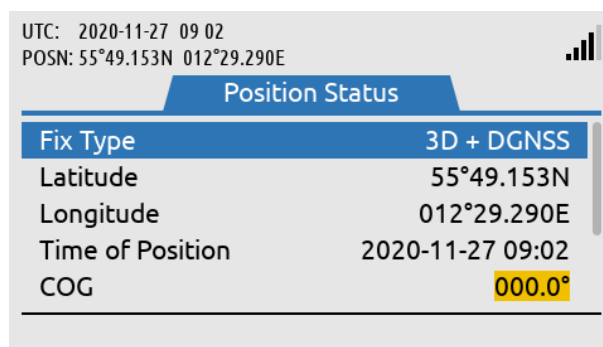 UTC: 2020-11-27 09 02
POSN: 55°49.153N 012°29.290E
Position Status
Fix Type 3D + DGNSS
Latitude 55°49.153N
Longitude 012°29.290E
Time of Position 2020-11-27 09:02
COG 000.0°